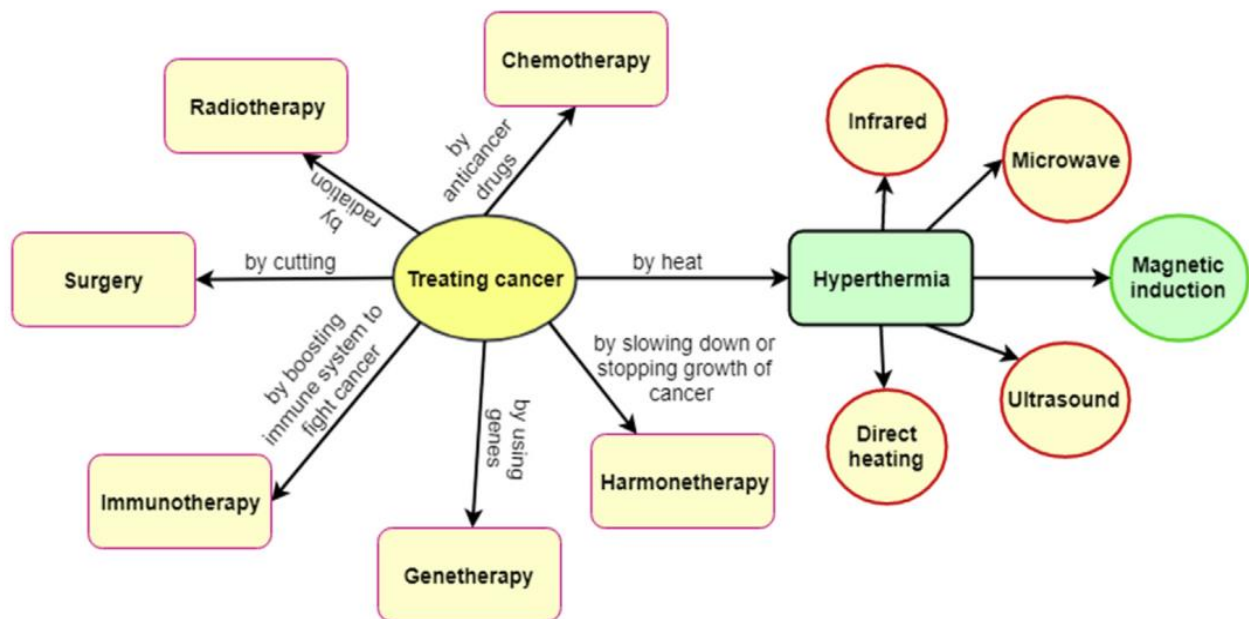 Chemotherapy
Radiotherapy
by
anticancer
drugs
by
radiation
Surgery
by cutting
Treating cancer
by heat
Hyperthermia
Infrared
Microwave
Magnetic
induction
Ultrasound
Direct
heating
by boosting
immune system to
fight cancer
Immunotherapy
by using
genes
Genetherapy
by slowing down or
stopping growth of
cancer
Harmonetherapy